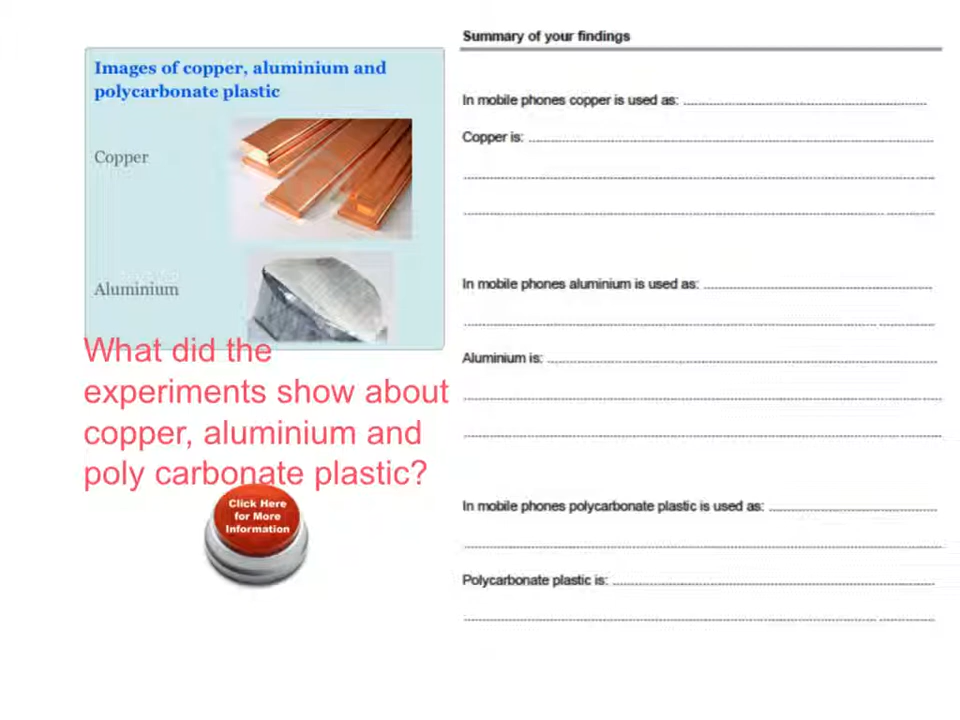 Images of copper, aluminium and
polycarbonate plastic
Copper
Aluminium
What did the
experiments show about
copper, aluminium and
poly carbonate plastic?
Click Here
for More
Information
Summary of your findings
In mobile phones copper is used as:
Copper is:
In mobile phones aluminium is used as:
Aluminium is:
In mobile phones polycarbonate plastic is used as:
Polycarbonate plastic is: